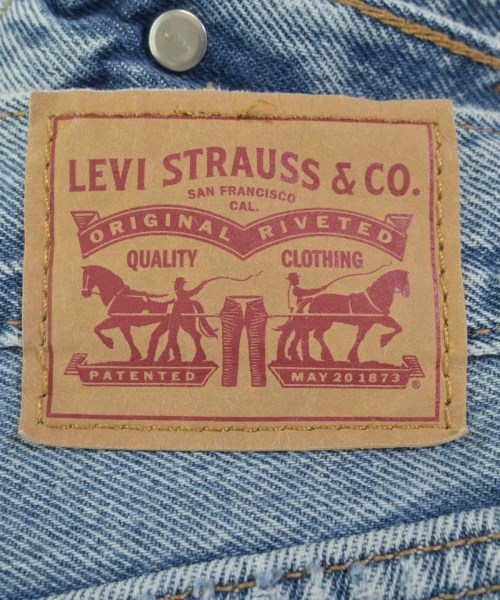 LEVI STRAUSS & CO.
SAN FRANCISCO
CAL.
ORIGINAL RIVETED
QUALITY CLOTHING
PATENTED MAY 20 1873 ®